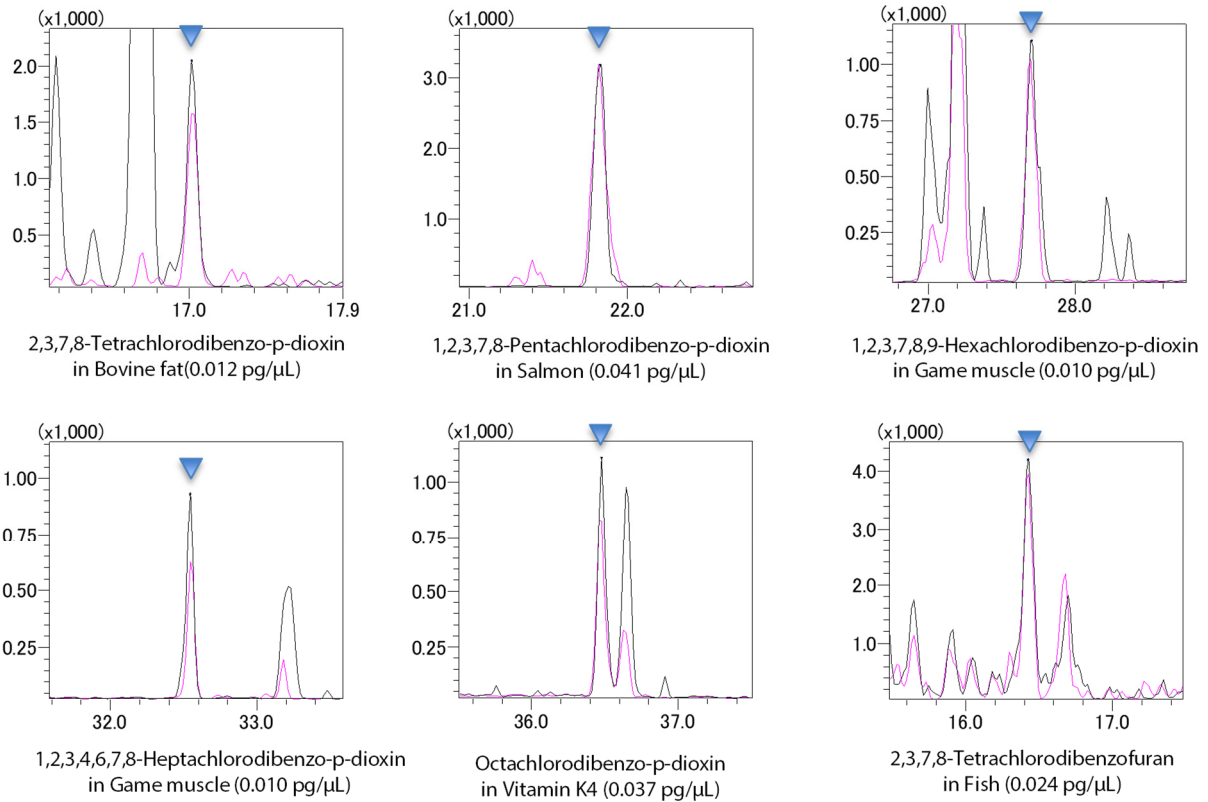 (x1,000)
2.0
1.5
1.0
0.5
17.0
17.9
2,3,7,8-Tetrachlorodibenzo-p-dioxin
in Bovine fat(0.012 pg/μL)
(x1,000)
3.0
2.0
1.0
21.0
22.0
1,2,3,7,8-Pentachlorodibenzo-p-dioxin
in Salmon (0.041 pg/μL)
(x1,000)
1.00
0.75
0.50
0.25
27.0
28.0
1,2,3,7,8,9-Hexachlorodibenzo-p-dioxin
in Game muscle (0.010 pg/μL)
(x1,000)
1.00
0.75
0.50
0.25
32.0
33.0
1,2,3,4,6,7,8-Heptachlorodibenzo-p-dioxin
in Game muscle (0.010 pg/μL)
(x1,000)
1.00
0.75
0.50
0.25
36.0
37.0
Octachlorodibenzo-p-dioxin
in Vitamin K4 (0.037 pg/μL)
(x1,000)
4.0
3.0
2.0
1.0
16.0
17.0
2,3,7,8-Tetrachlorodibenzofuran
in Fish (0.024 pg/μL)